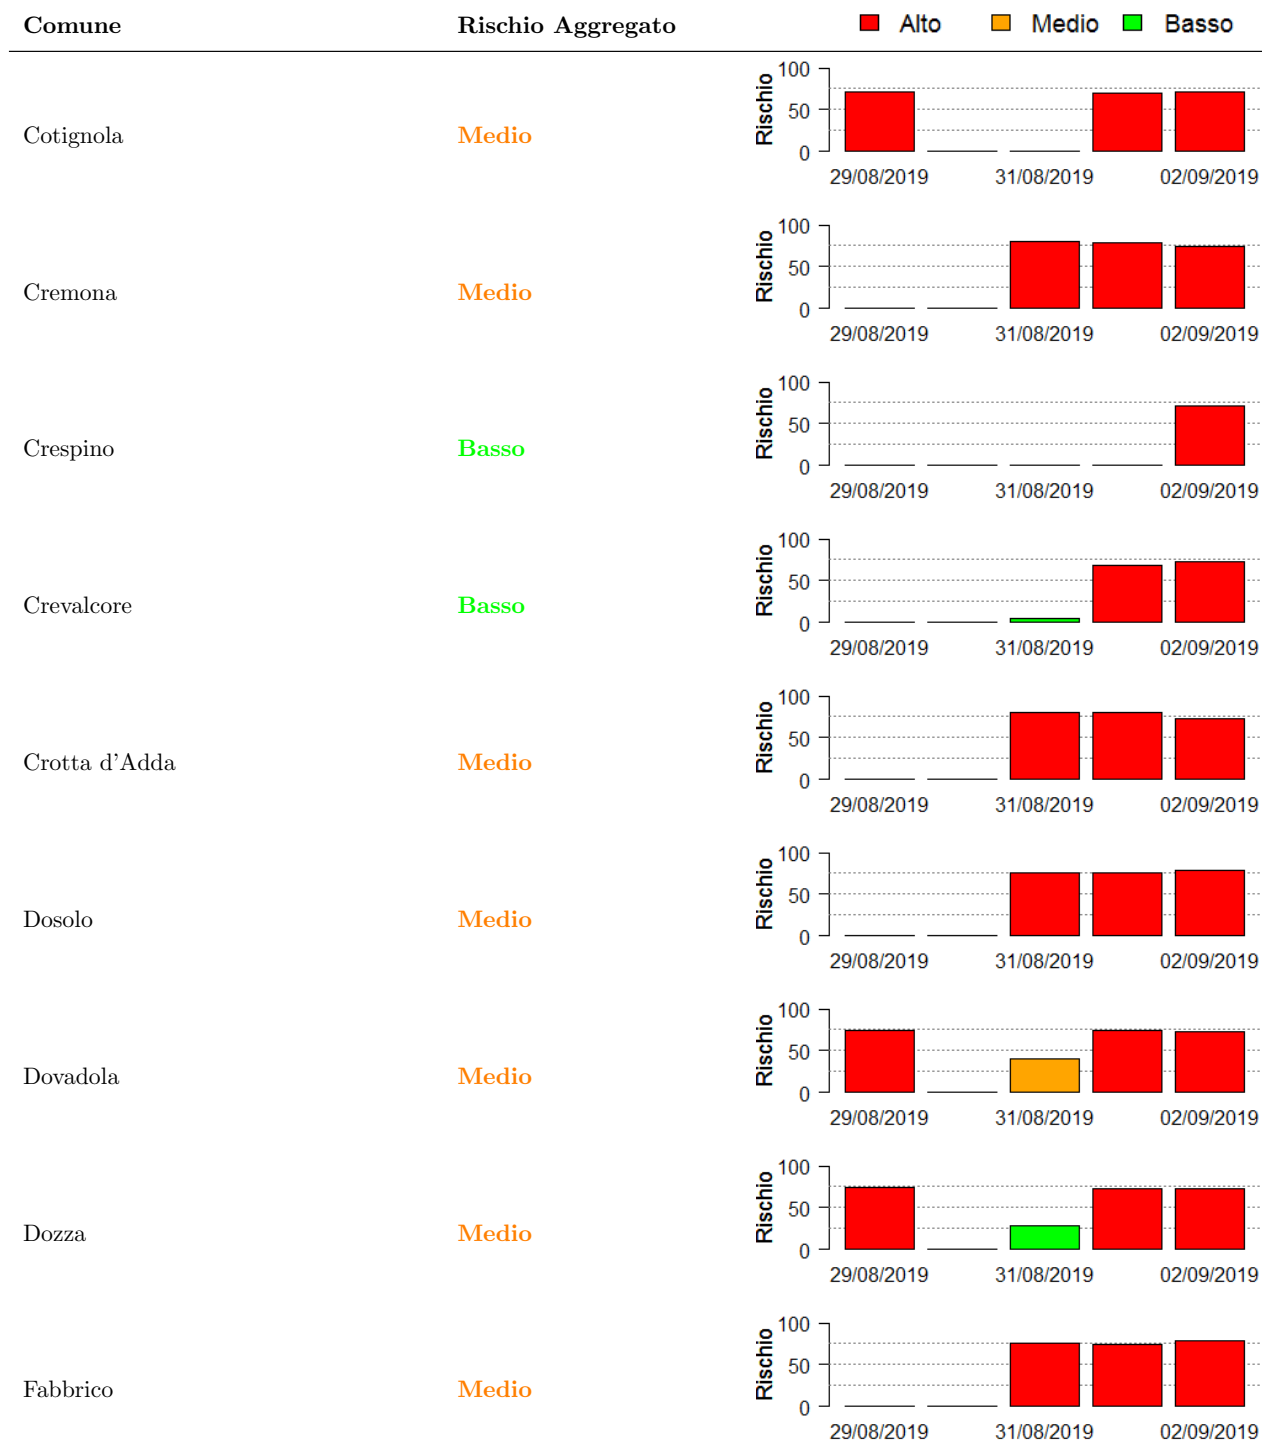 Comune Rischio Aggregato Alto Medio Basso
Cotignola Medio
Rischio
100
50
0
29/08/2019 31/08/2019 02/09/2019
Cremona Medio
Rischio
100
50
0
29/08/2019 31/08/2019 02/09/2019
Crespino Basso
Rischio
100
50
0
29/08/2019 31/08/2019 02/09/2019
Crevalcore Basso
Rischio
100
50
0
29/08/2019 31/08/2019 02/09/2019
Crotta d'Adda Medio
Rischio
100
50
0
29/08/2019 31/08/2019 02/09/2019
Dosolo Medio
Rischio
100
50
0
29/08/2019 31/08/2019 02/09/2019
Dovadola Medio
Rischio
100
50
0
29/08/2019 31/08/2019 02/09/2019
Dozza Medio
Rischio
100
50
0
29/08/2019 31/08/2019 02/09/2019
Fabbrico Medio
Rischio
100
50
0
29/08/2019 31/08/2019 02/09/2019